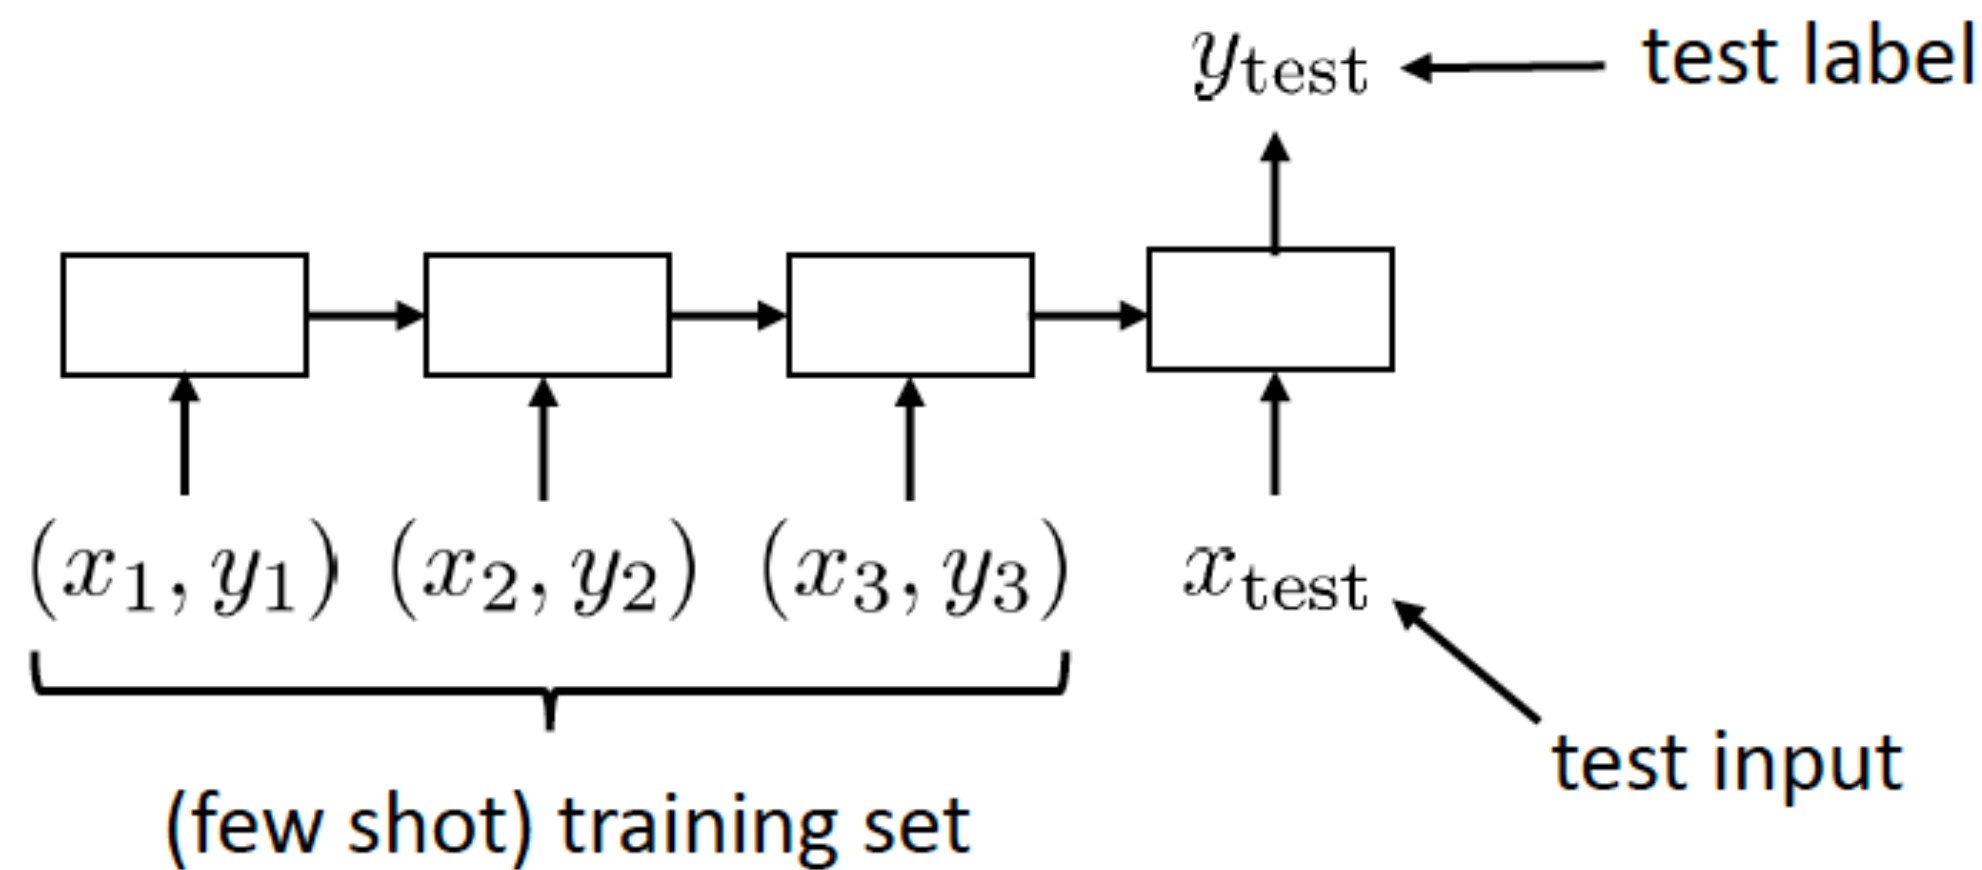 y_test test label
(x_1, y_1) (x_2, y_2) (x_3, y_3) x_test
test input
(few shot) training set